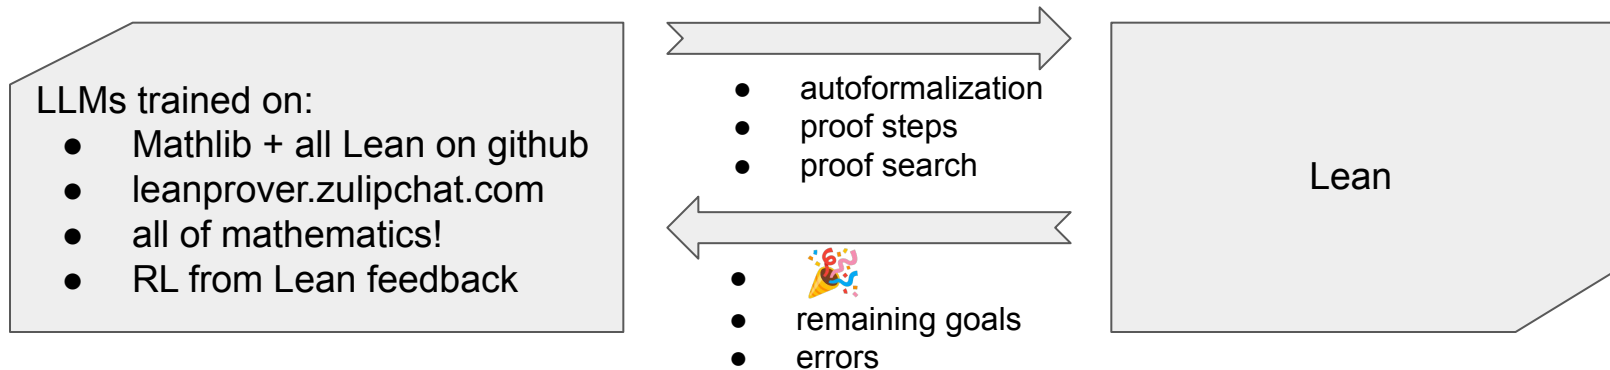 LLMs trained on:
● Mathlib + all Lean on github
● leanprover.zulipchat.com
● all of mathematics!
● RL from Lean feedback
● autoformalization
● proof steps
● proof search
● 🎉
● remaining goals
● errors
Lean